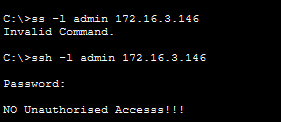 C:\>ss -l admin 172.16.3.146
Invalid Command.
C:\>ssh -l admin 172.16.3.146
Password:
NO Unauthorised Accesss!!!